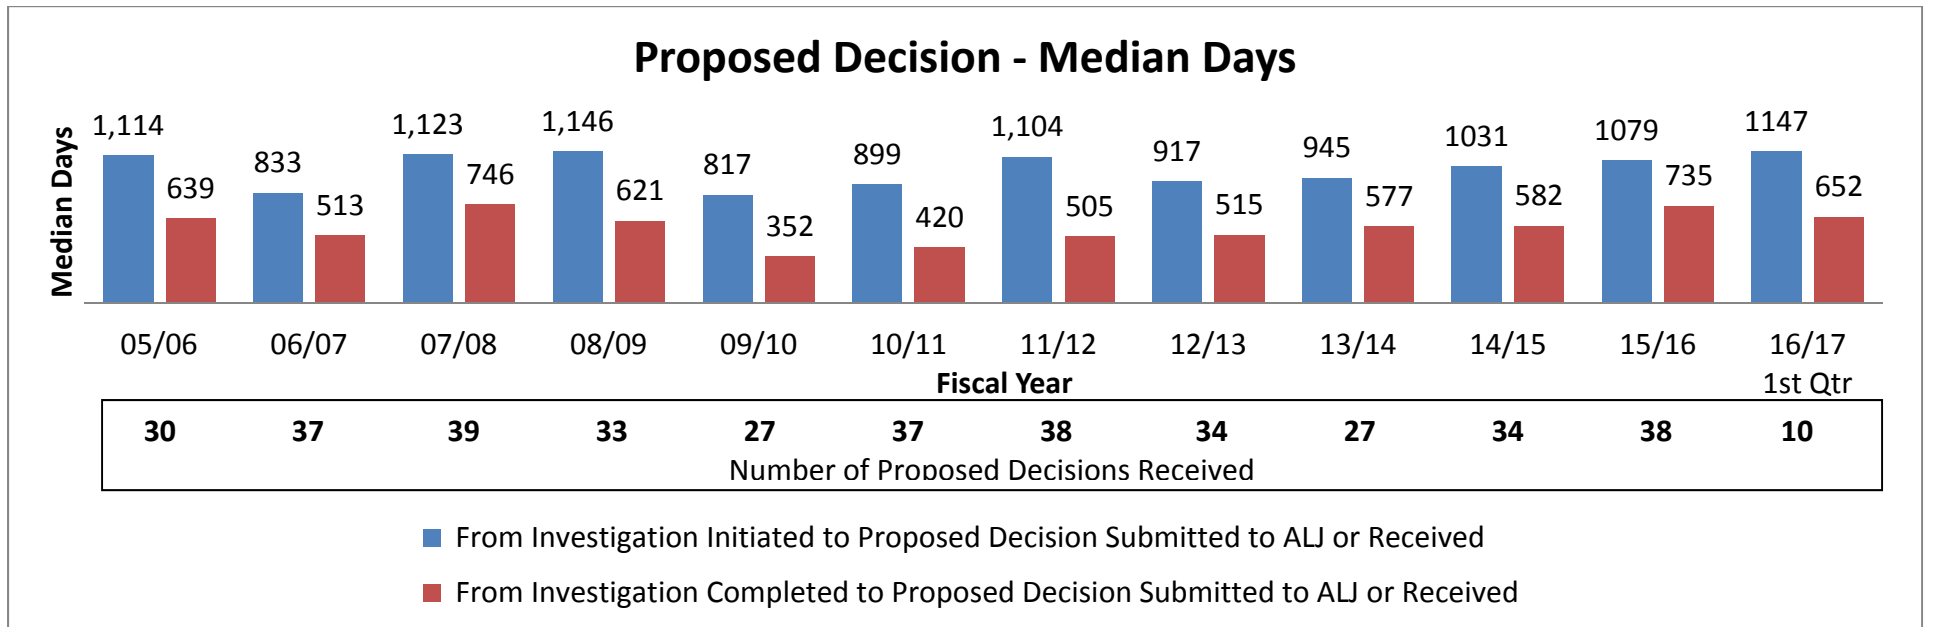 Proposed Decision - Median Days
Median Days
1,114 639 833 513 1,123 746 1,146 621 817 352 899 420 1,104 505 917 515 945 577 1031 582 1079 735 1147 652
05/06 06/07 07/08 08/09 09/10 10/11 11/12 12/13 13/14 14/15 15/16 16/17
Fiscal Year 1st Qtr
30 37 39 33 27 37 38 34 27 34 38 10
Number of Proposed Decisions Received
From Investigation Initiated to Proposed Decision Submitted to ALJ or Received
From Investigation Completed to Proposed Decision Submitted to ALJ or Received